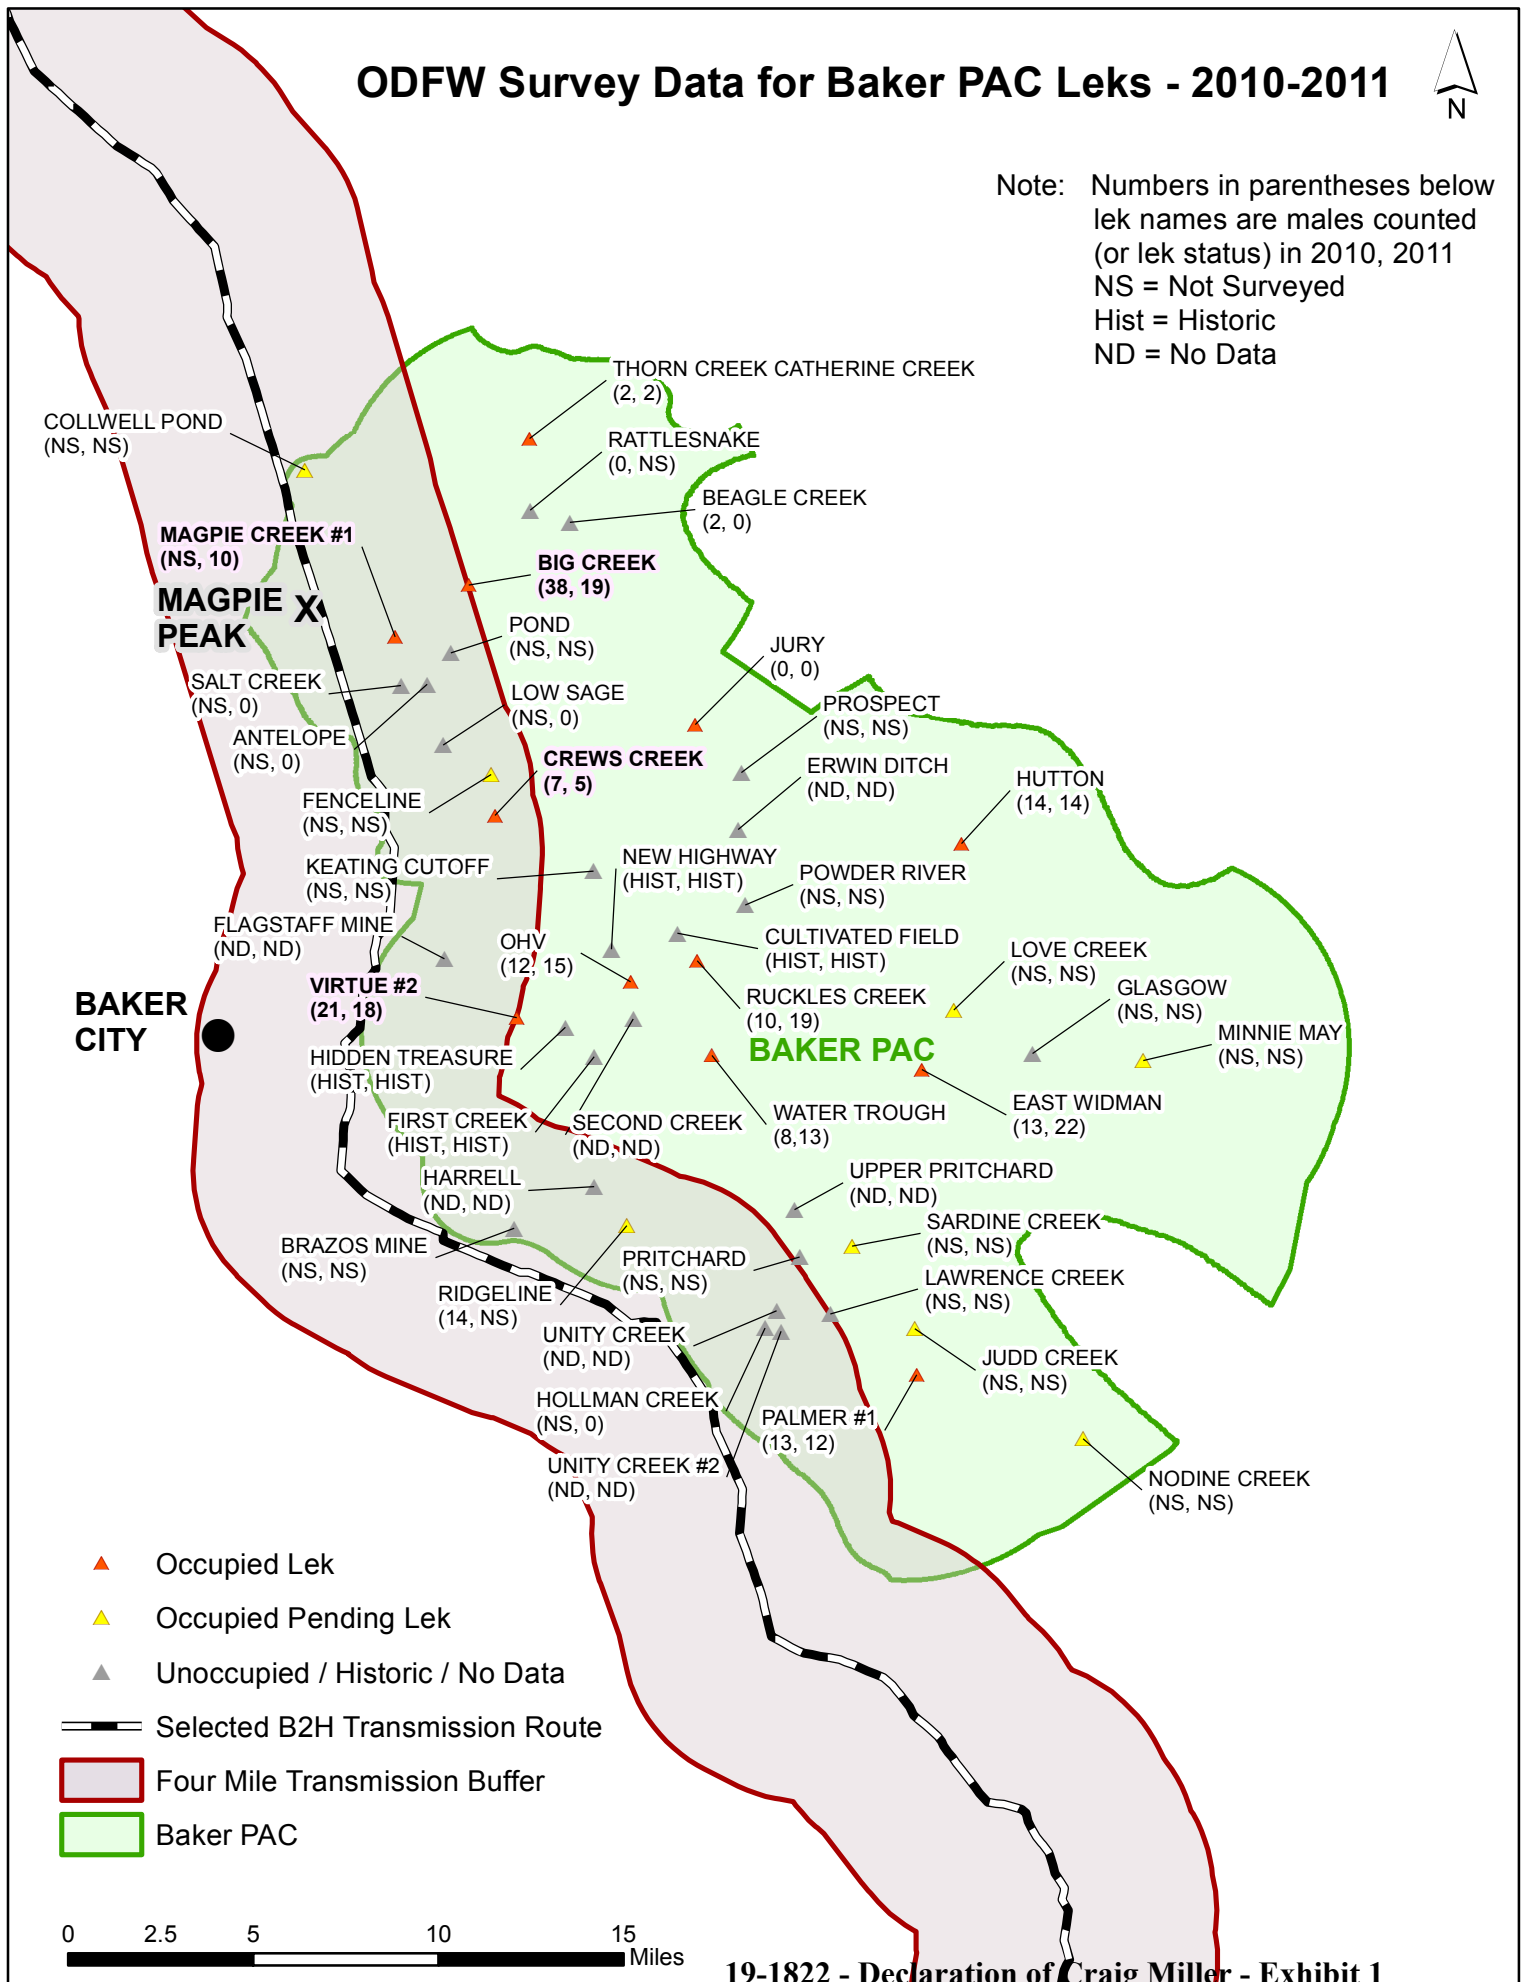 ODFW Survey Data for Baker PAC Leks - 2010-2011
N
Note: Numbers in parentheses below
lek names are males counted
(or lek status) in 2010, 2011
NS = Not Surveyed
Hist = Historic
ND = No Data
THORN CREEK CATHERINE CREEK
(2, 2)
COLLWELL POND
(NS, NS)
RATTLESNAKE
(0, NS)
BEAGLE CREEK
(2, 0)
MAGPIE CREEK #1
(NS, 10)
BIG CREEK
(38, 19)
MAGPIE
PEAK
X
POND
(NS, NS)
JURY
(0, 0)
SALT CREEK
(NS, 0)
LOW SAGE
(NS, 0)
PROSPECT
(NS, NS)
ANTELOPE
(NS, 0)
CREWS CREEK
(7, 5)
ERWIN DITCH
(ND, ND)
HUTTON
(14, 14)
FENCELINE
(NS, NS)
KEATING CUTOFF
(NS, NS)
NEW HIGHWAY
(HIST, HIST)
POWDER RIVER
(NS, NS)
FLAGSTAFF MINE
(ND, ND)
OHV
(12, 15)
CULTIVATED FIELD
(HIST, HIST)
LOVE CREEK
(NS, NS)
VIRTUE #2
(21, 18)
RUCKLES CREEK
(10, 19)
GLASGOW
(NS, NS)
BAKER
CITY
BAKER PAC
MINNIE MAY
(NS, NS)
HIDDEN TREASURE
(HIST, HIST)
FIRST CREEK
(HIST, HIST)
SECOND CREEK
(ND, ND)
WATER TROUGH
(8,13)
EAST WIDMAN
(13, 22)
HARRELL
(ND, ND)
UPPER PRITCHARD
(ND, ND)
BRAZOS MINE
(NS, NS)
PRITCHARD
(NS, NS)
SARDINE CREEK
(NS, NS)
RIDGELINE
(14, NS)
LAWRENCE CREEK
(NS, NS)
UNITY CREEK
(ND, ND)
JUDD CREEK
(NS, NS)
HOLLMAN CREEK
(NS, 0)
PALMER #1
(13, 12)
UNITY CREEK #2
(ND, ND)
NODINE CREEK
(NS, NS)
Occupied Lek
Occupied Pending Lek
Unoccupied / Historic / No Data
Selected B2H Transmission Route
Four Mile Transmission Buffer
Baker PAC
0 2.5 5 10 15
Miles
19-1822 - Declaration of Craig Miller - Exhibit 1